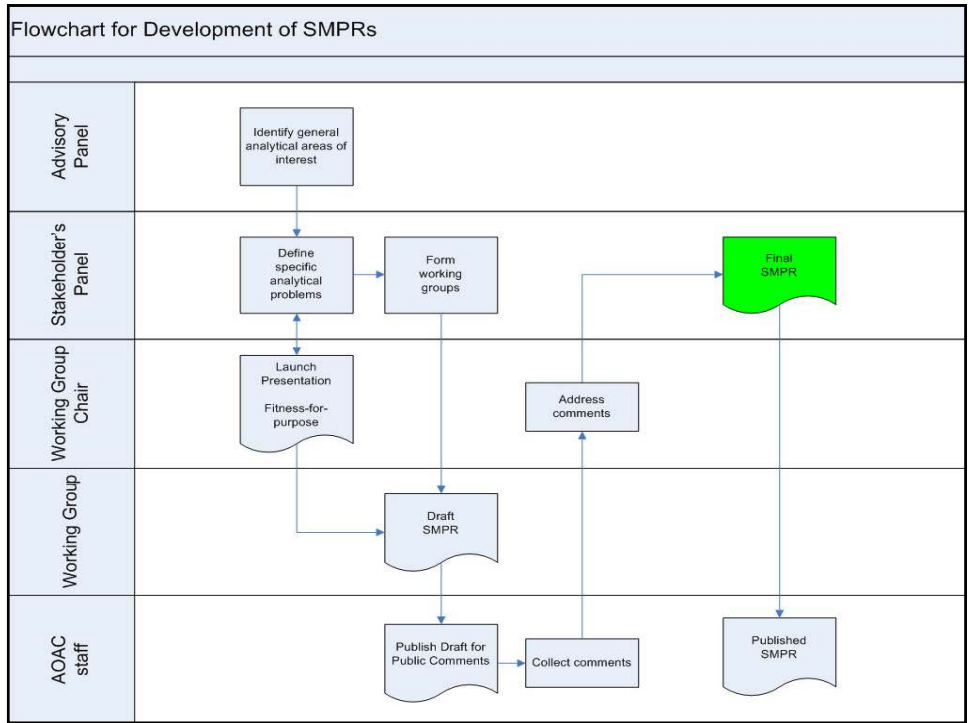 Flowchart for Development of SMPRs
Advisory
Panel
Identify general
analytical areas of
interest
Stakeholder's
Panel
Define
specific
analytical
problems
Form
working
groups
Final
SMPR
Working Group
Chair
Launch
Presentation
Fitness-for-
purpose
Address
comments
Working Group
Draft
SMPR
AOAC
staff
Publish Draft for
Public Comments
Collect comments
Published
SMPR